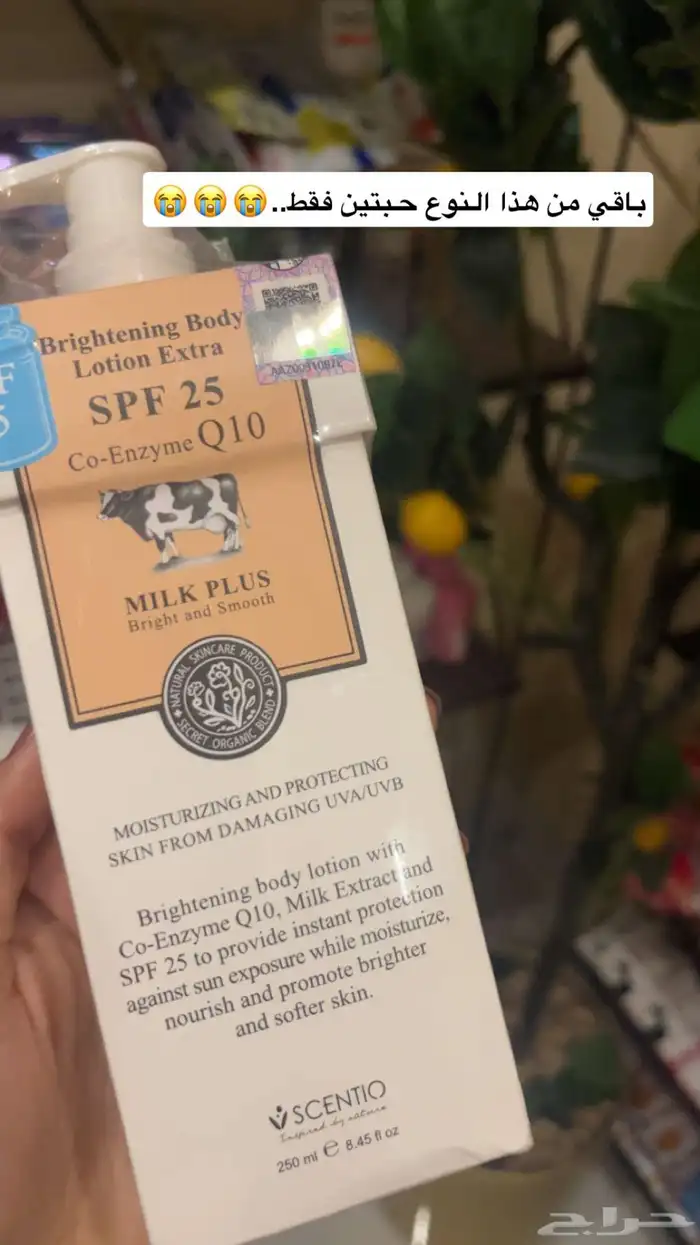 باقي من هذا النوع حبتين فقط..😭😭😭
Brightening Body
Lotion Extra
SPF 25
Co-Enzyme Q10
MILK PLUS
Bright and Smooth
NATURAL SKINCARE PRODUCT
SECRET ORGANIC BLEND
MOISTURIZING AND PROTECTING
SKIN FROM DAMAGING UVA/UVB
Brightening body lotion with
Co-Enzyme Q10, Milk Extract and
SPF 25 to provide instant protection
against sun exposure while moisturize,
nourish and promote brighter
and softer skin.
SCENTIO
Inspired by nature
250 ml e 8.45 fl oz
حراج